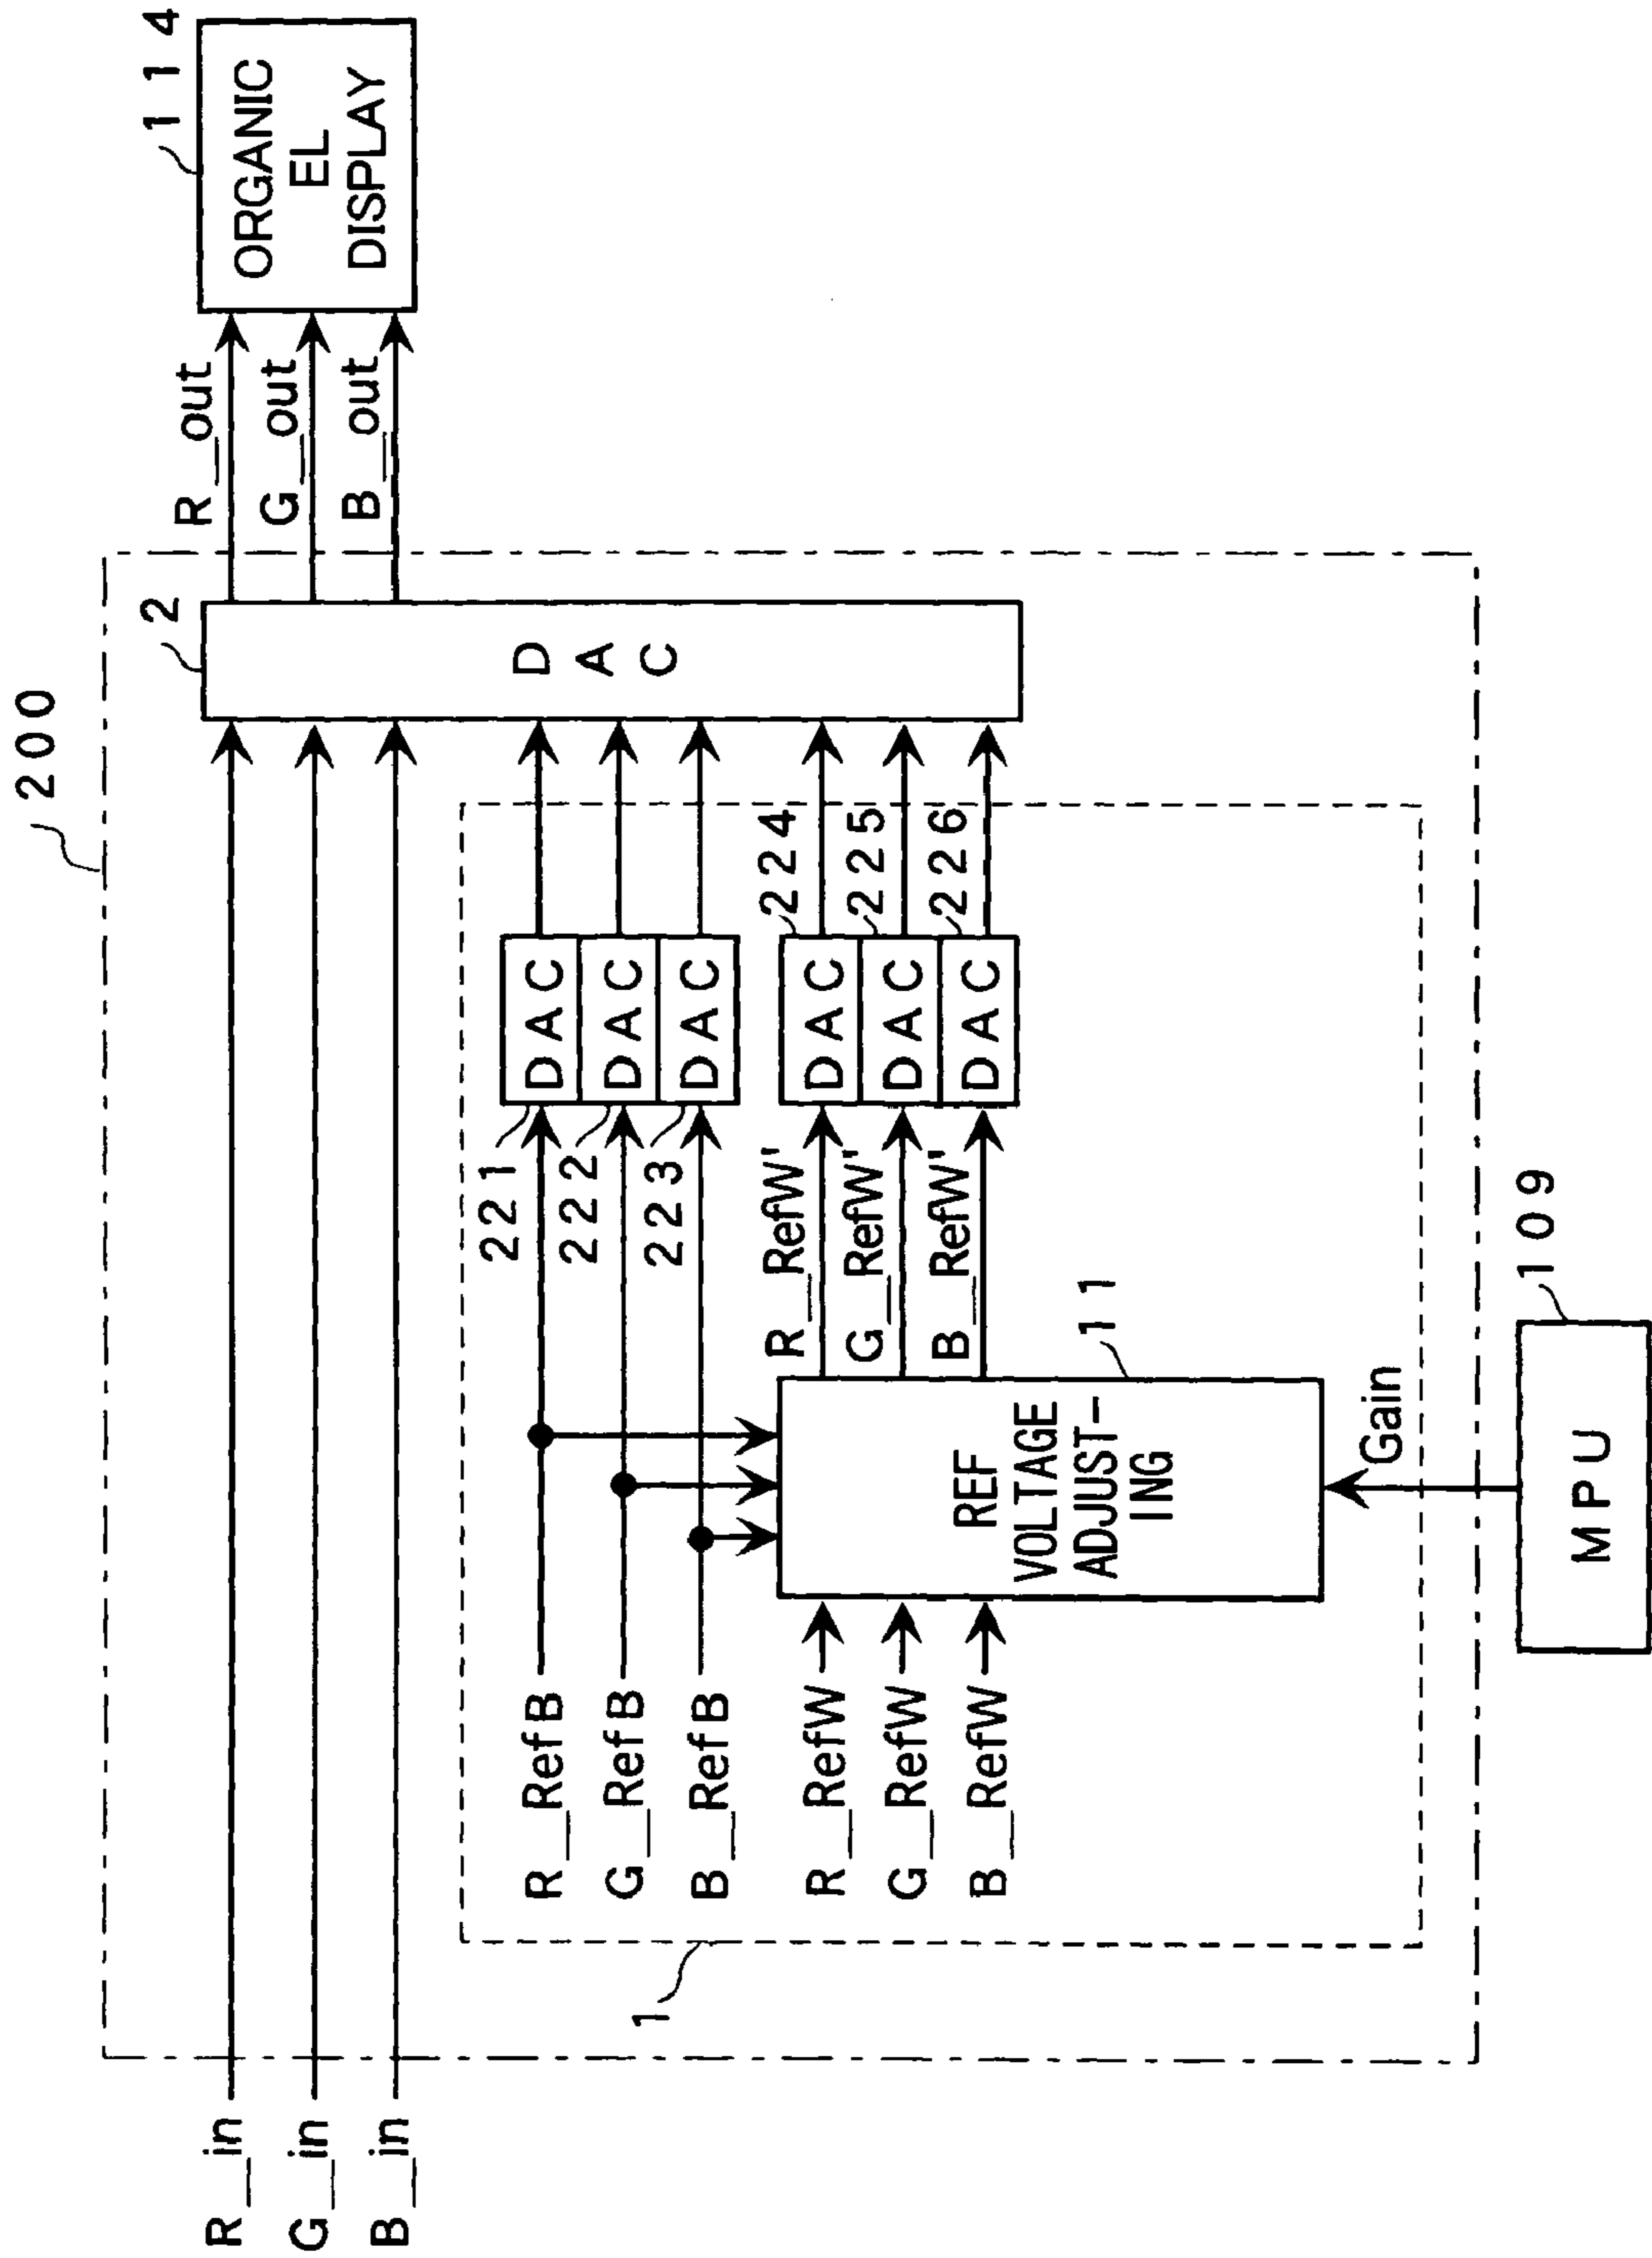 200
R_in
G_in
B_in
2
DAC
R_out
G_out
B_out
114
ORGANIC
EL
DISPLAY
1
R_RefB
G_RefB
B_RefB
221
222
223
DAC
DAC
DAC
R_RefW
G_RefW
B_RefW
REF
VOLTAGE
ADJUST-
ING
11
R_RefW'
G_RefW'
B_RefW'
DAC
DAC
DAC
224
225
226
Gain
MPU
109